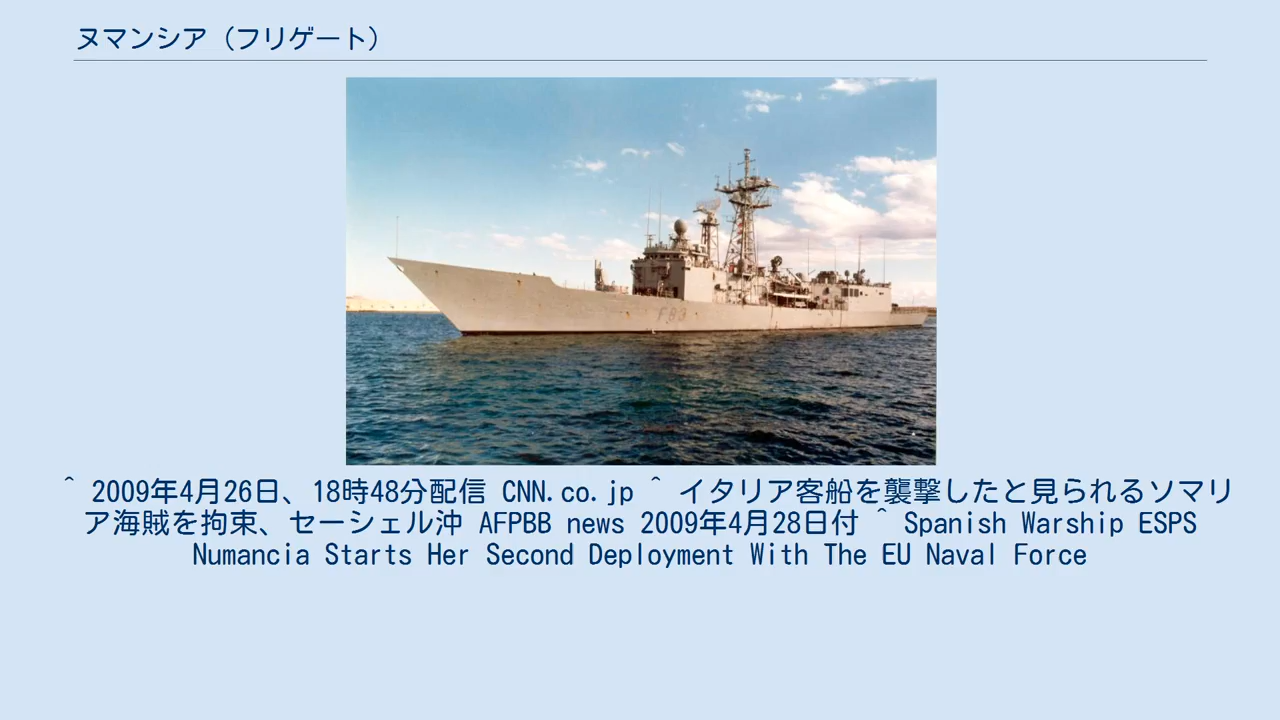 ヌマンシア（フリゲート）
F83
^ 2009年4月26日、18時48分配信 CNN.co.jp ^ イタリア客船を襲撃したと見られるソマリ
ア海賊を拘束、セーシェル沖 AFPBB news 2009年4月28日付 ^ Spanish Warship ESPS
Numancia Starts Her Second Deployment With The EU Naval Force